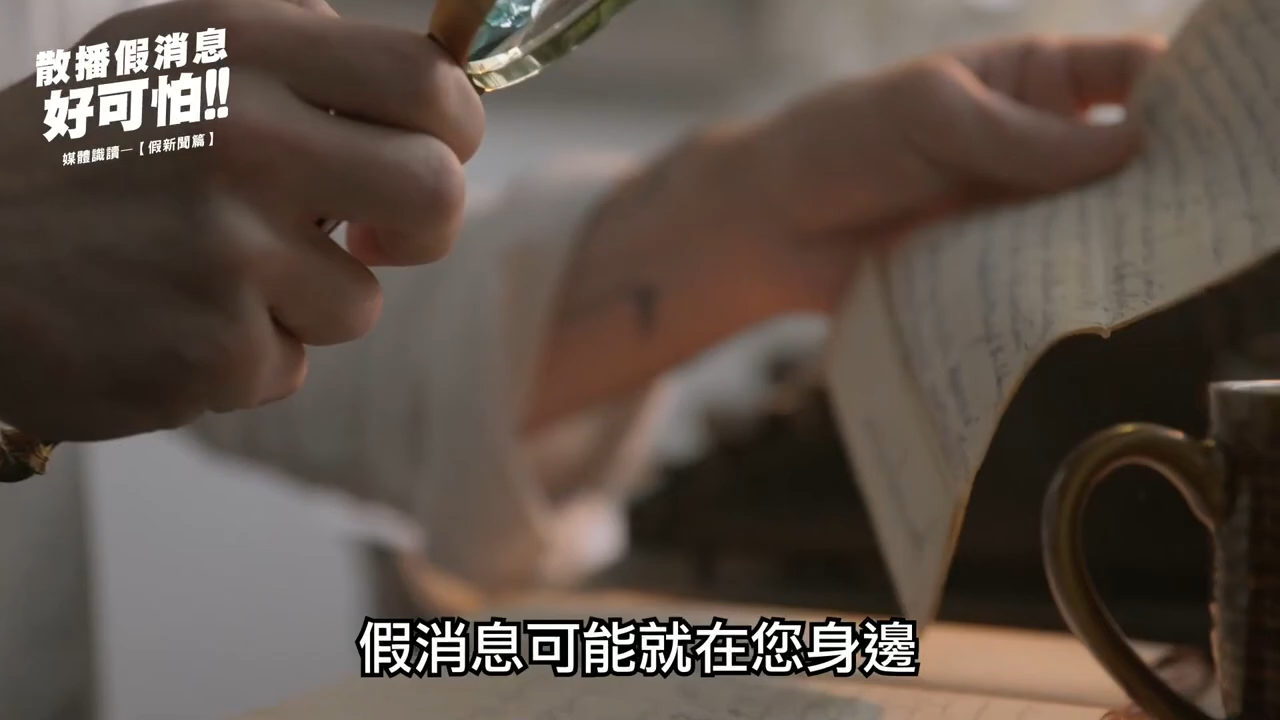 散播假消息
好可怕!!
媒體識讀—【假新聞篇】
假消息可能就在您身邊